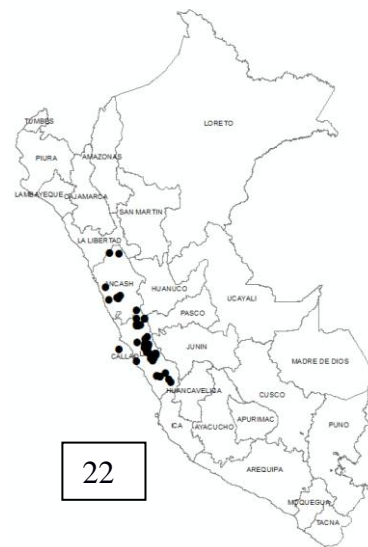 LORETO
TUMBES
PIURA
AMAZONAS
LAMBAYEQUE
CAJAMARCA
SAN MARTIN
LA LIBERTAD
ANCASH
HUANUCO
UCAYALI
PASCO
JUNIN
MADRE DE DIOS
CALLAO
CUSCO
HUANCAVELICA
ICA
AYACUCHO
APURIMAC
PUNO
AREQUIPA
22
MOQUEGUA
TACNA